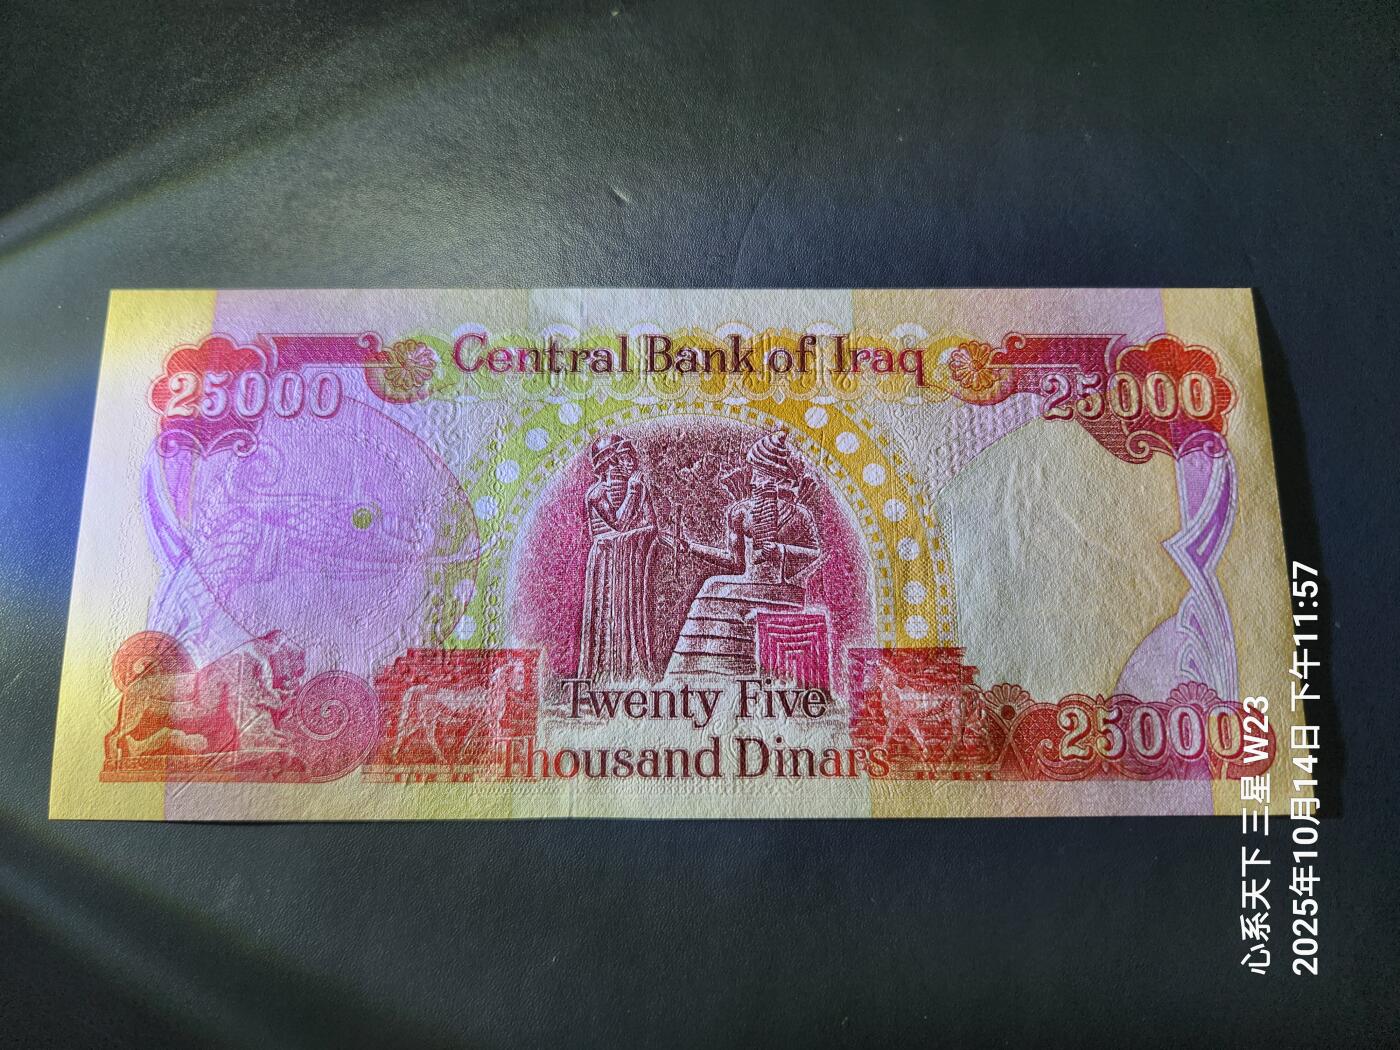 Central Bank of Iraq
25000
25000
Twenty Five
Thousand Dinars
25000
心系天下 三星 W23
2025年10月14日 下午11:57